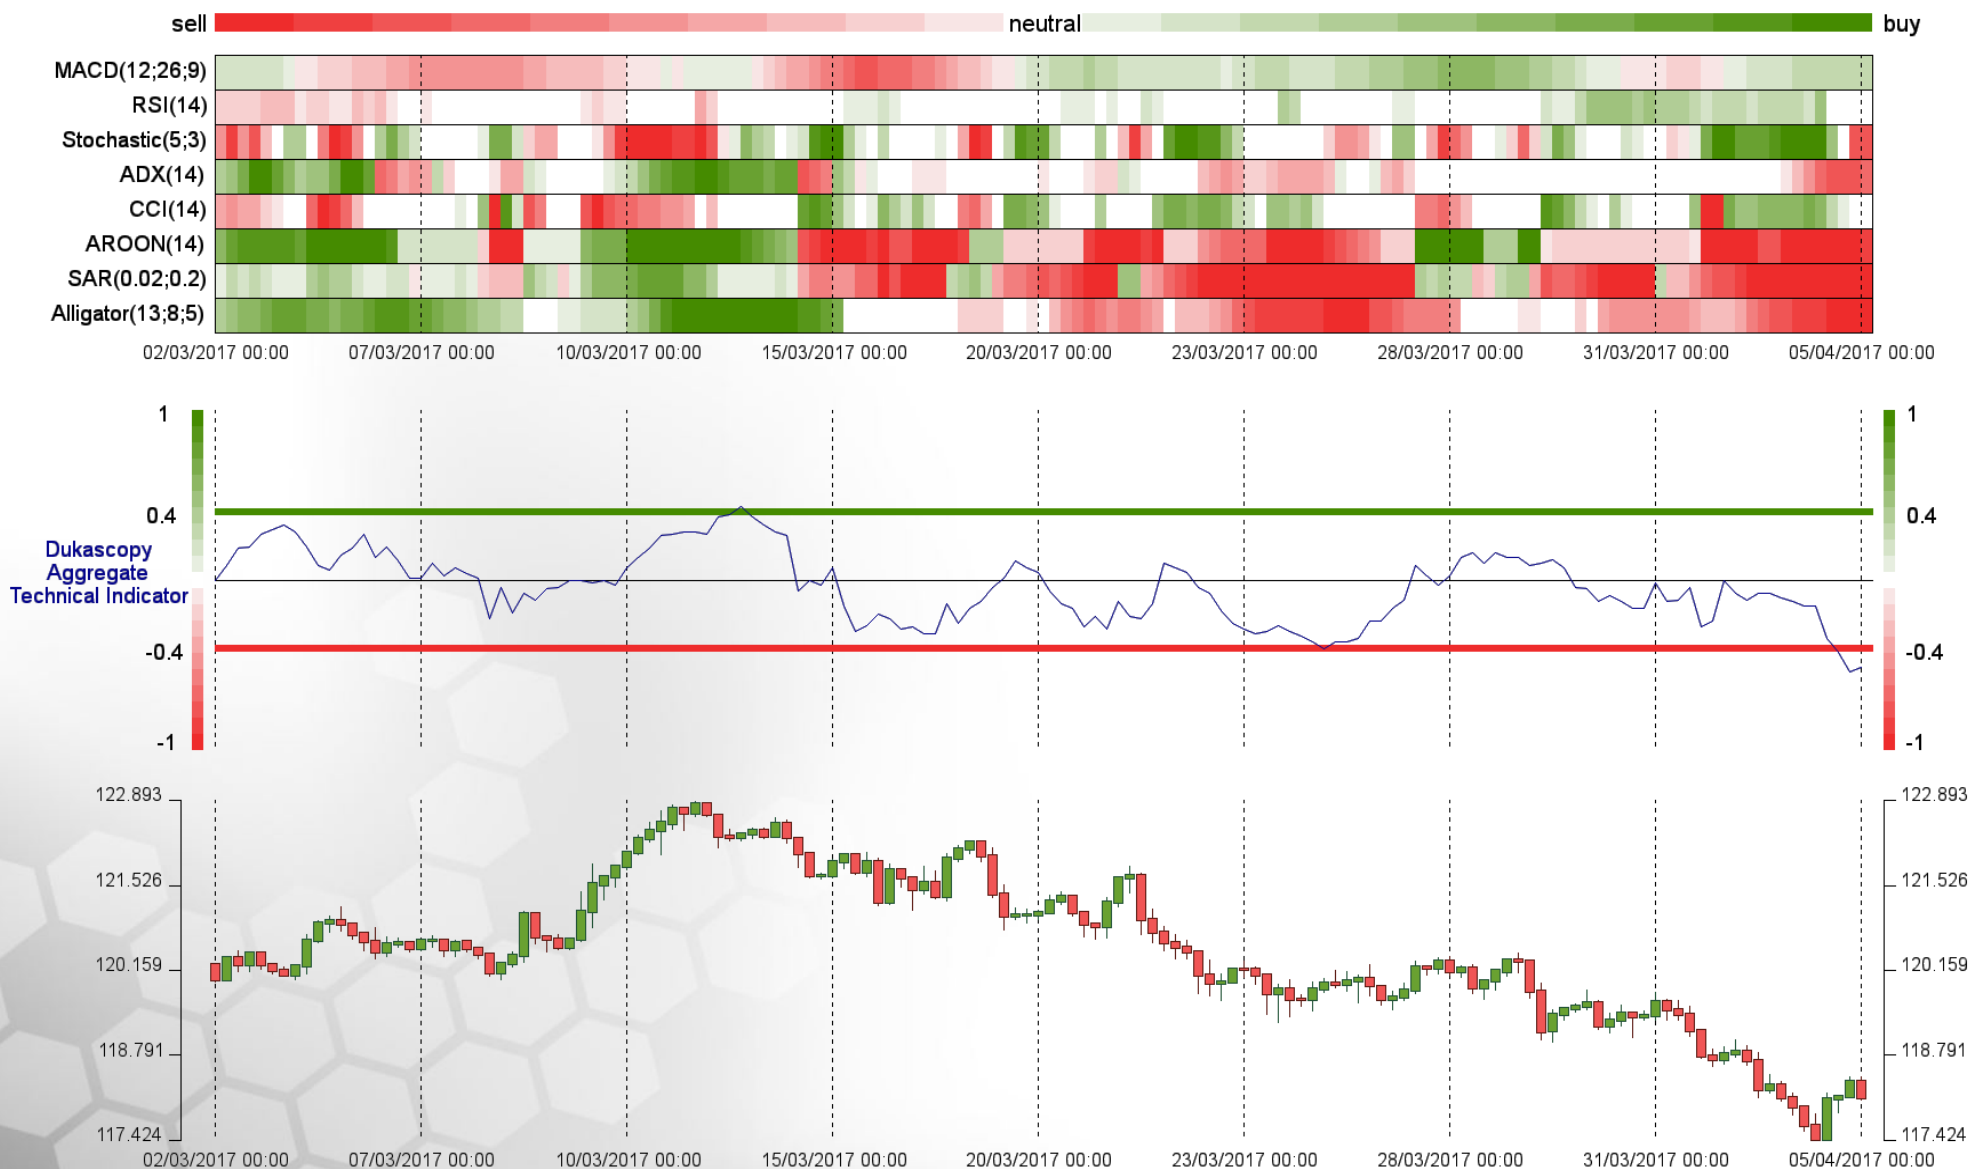 sell neutral buy
MACD(12;26;9)
RSI(14)
Stochastic(5;3)
ADX(14)
CCI(14)
AROON(14)
SAR(0.02;0.2)
Alligator(13;8;5)
02/03/2017 00:00 07/03/2017 00:00 10/03/2017 00:00 15/03/2017 00:00 20/03/2017 00:00 23/03/2017 00:00 28/03/2017 00:00 31/03/2017 00:00 05/04/2017 00:00
1 1
0.4 0.4
Dukascopy
Aggregate
Technical Indicator
-0.4 -0.4
-1 -1
122.893 122.893
121.526 121.526
120.159 120.159
118.791 118.791
117.424 117.424
02/03/2017 00:00 07/03/2017 00:00 10/03/2017 00:00 15/03/2017 00:00 20/03/2017 00:00 23/03/2017 00:00 28/03/2017 00:00 31/03/2017 00:00 05/04/2017 00:00